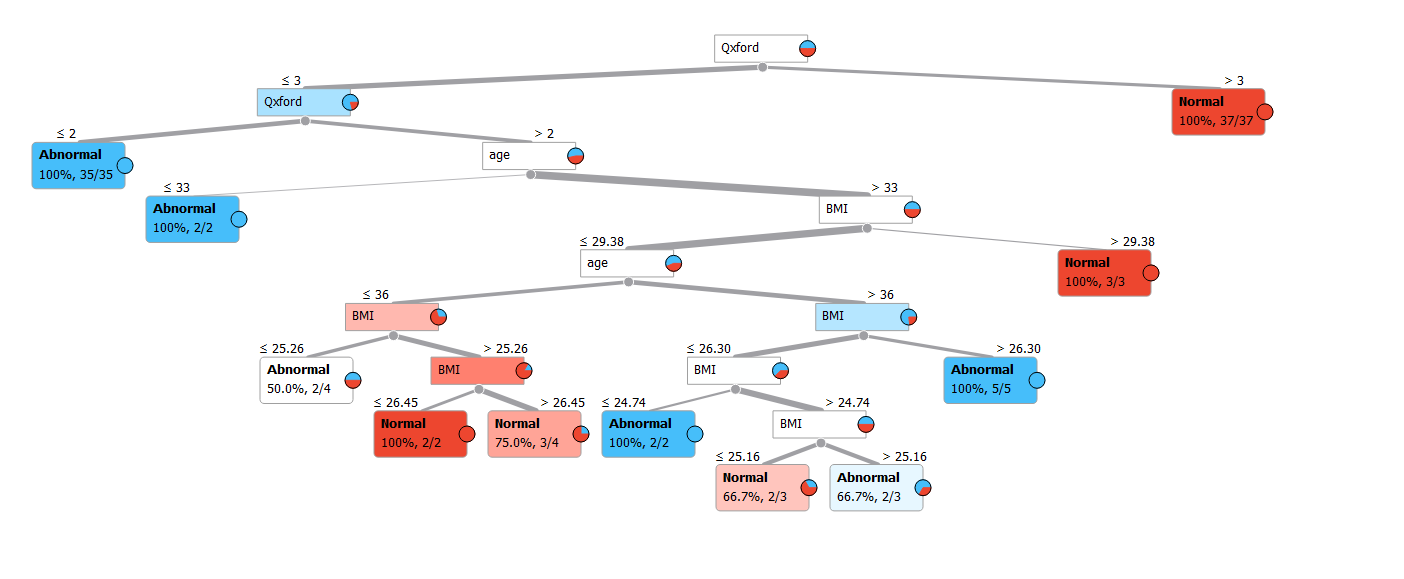 Qxford
≤ 3
> 3
Qxford
Normal
100%, 37/37
≤ 2
> 2
Abnormal
100%, 35/35
age
≤ 33
> 33
Abnormal
100%, 2/2
BMI
≤ 29.38
> 29.38
age
Normal
100%, 3/3
≤ 36
> 36
BMI
BMI
≤ 25.26
> 25.26
≤ 26.30
> 26.30
Abnormal
50.0%, 2/4
BMI
BMI
Abnormal
100%, 5/5
≤ 26.45
> 26.45
≤ 24.74
> 24.74
Normal
100%, 2/2
Normal
75.0%, 3/4
Abnormal
100%, 2/2
BMI
≤ 25.16
> 25.16
Normal
66.7%, 2/3
Abnormal
66.7%, 2/3